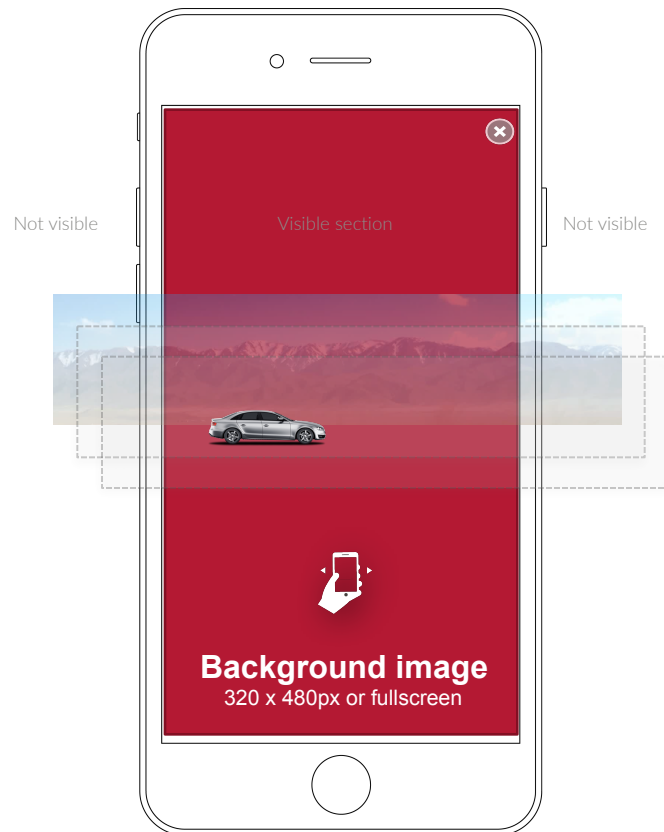 Not visible
Visible section
Not visible
Background image
320 x 480px or fullscreen